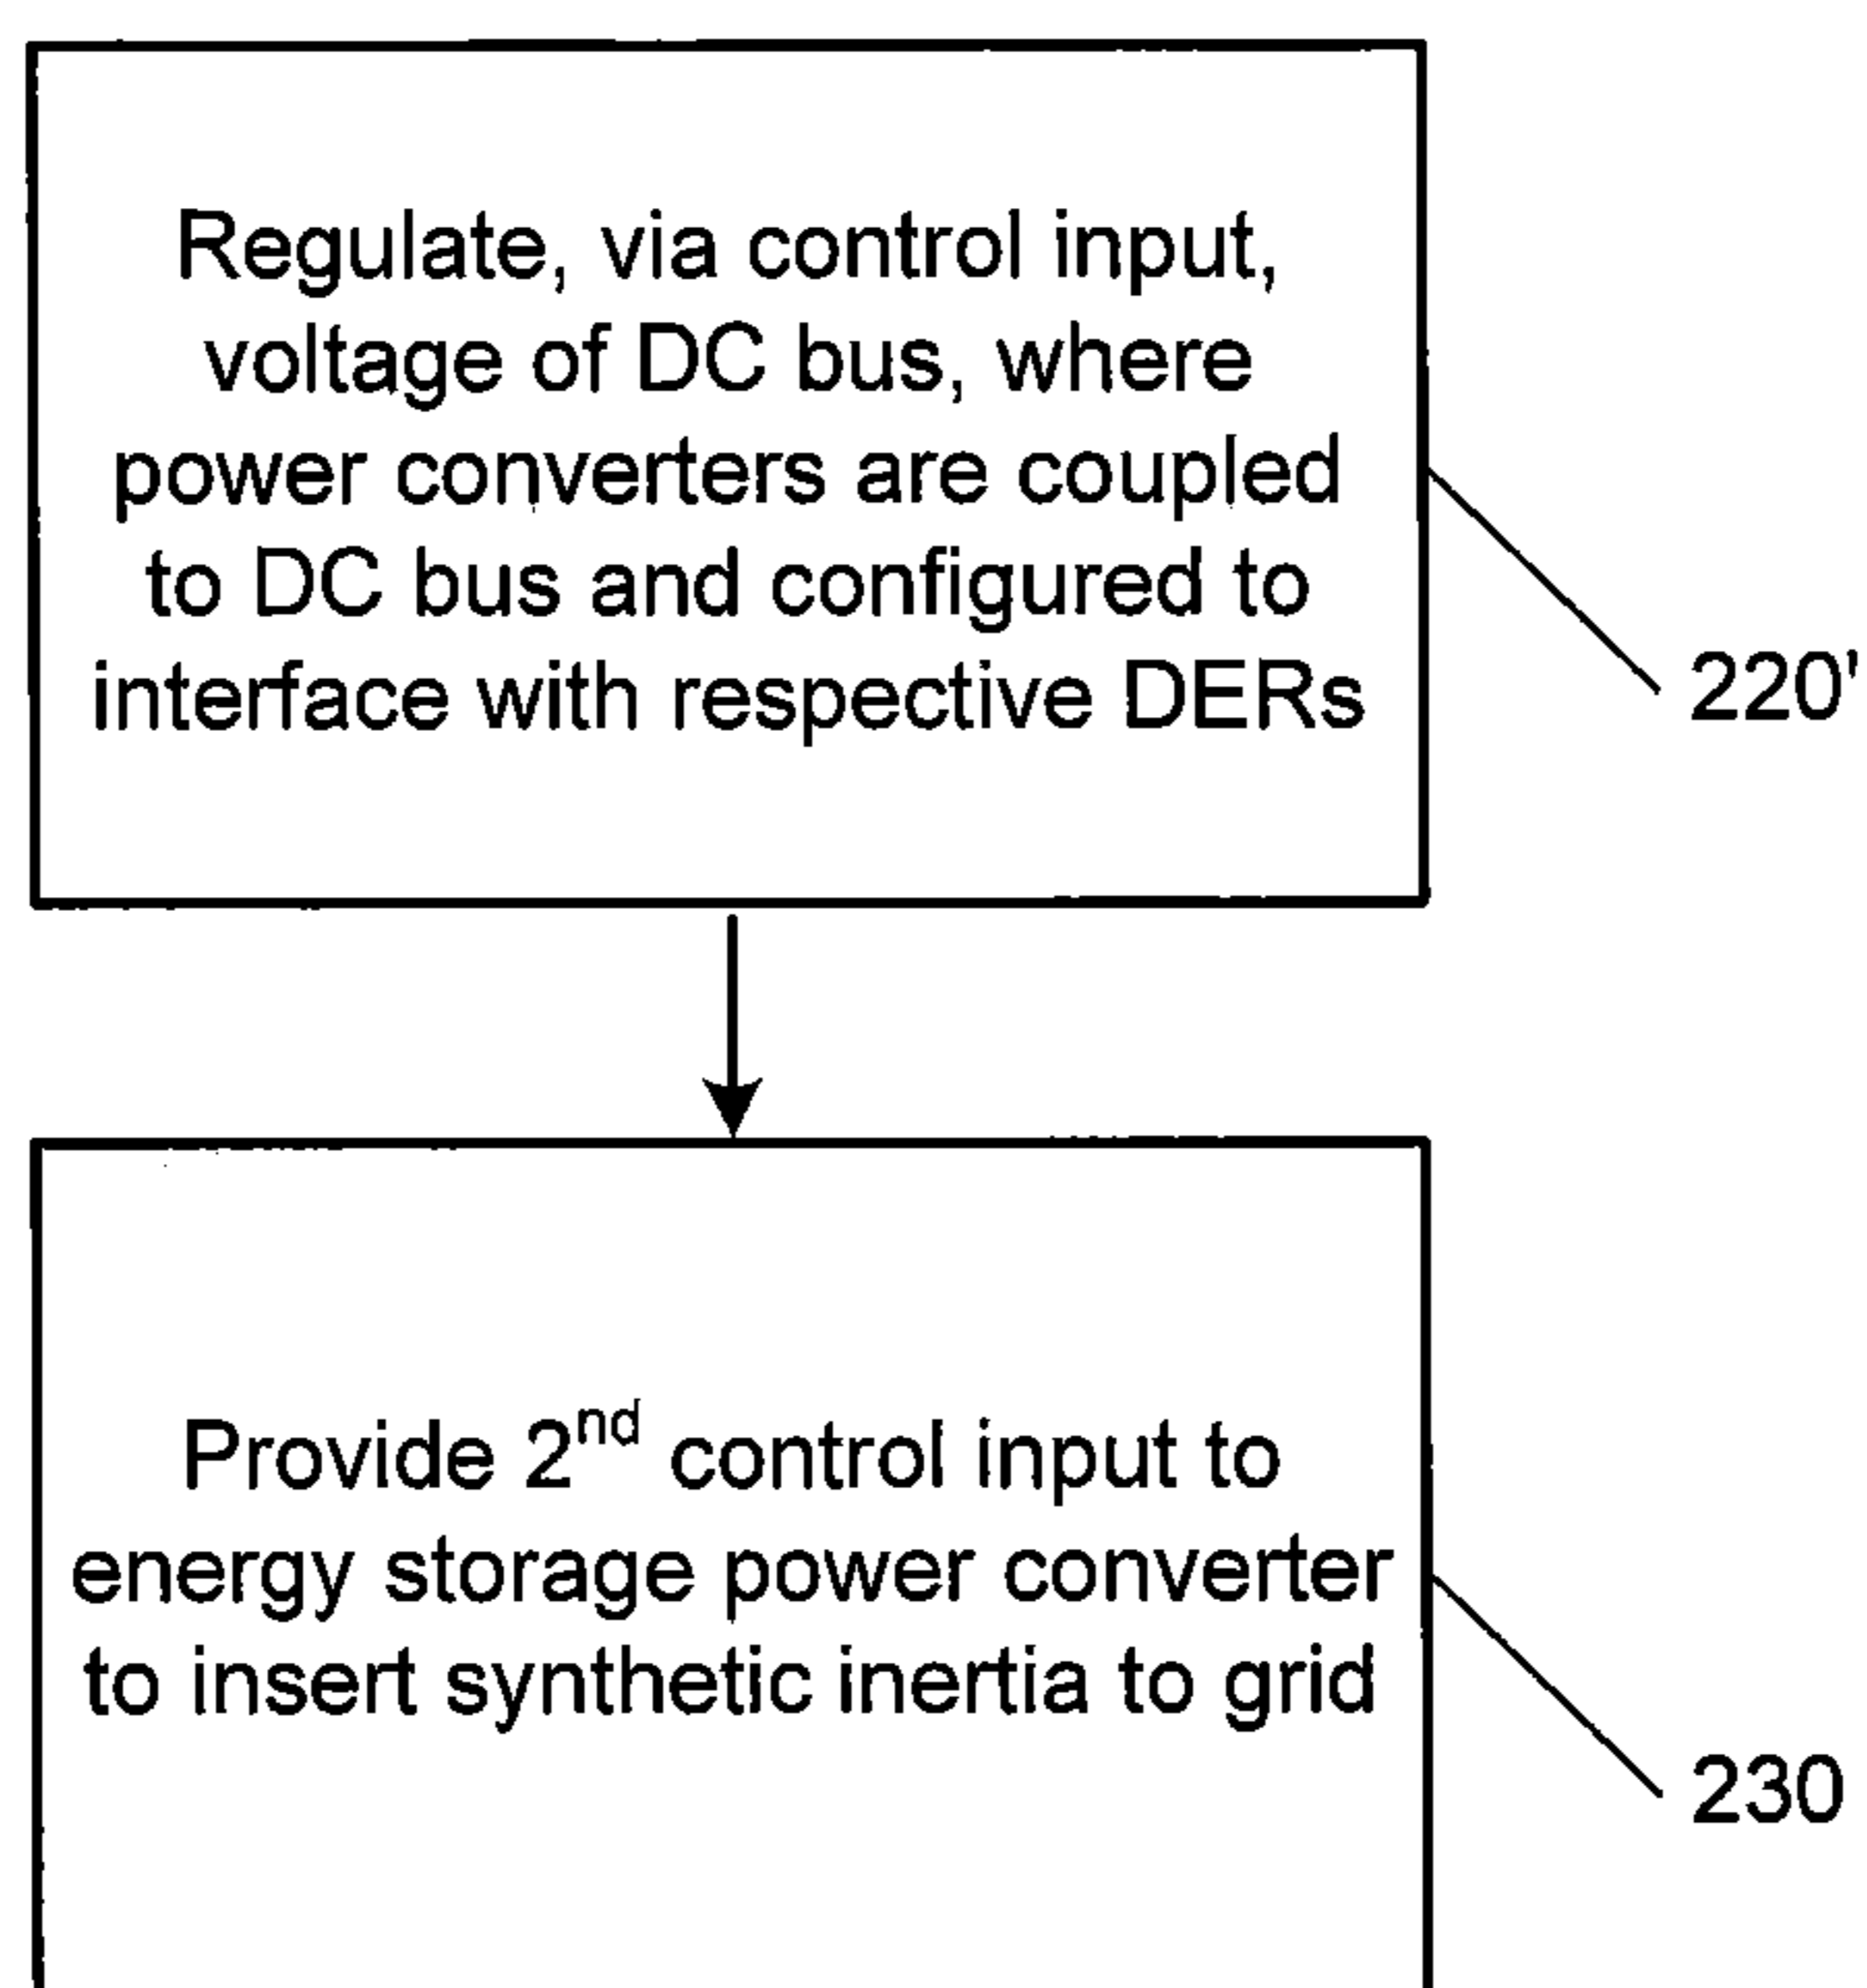 Regulate, via control input,
voltage of DC bus, where
power converters are coupled
to DC bus and configured to
interface with respective DERs
220'
Provide 2nd control input to
energy storage power converter
to insert synthetic inertia to grid
230